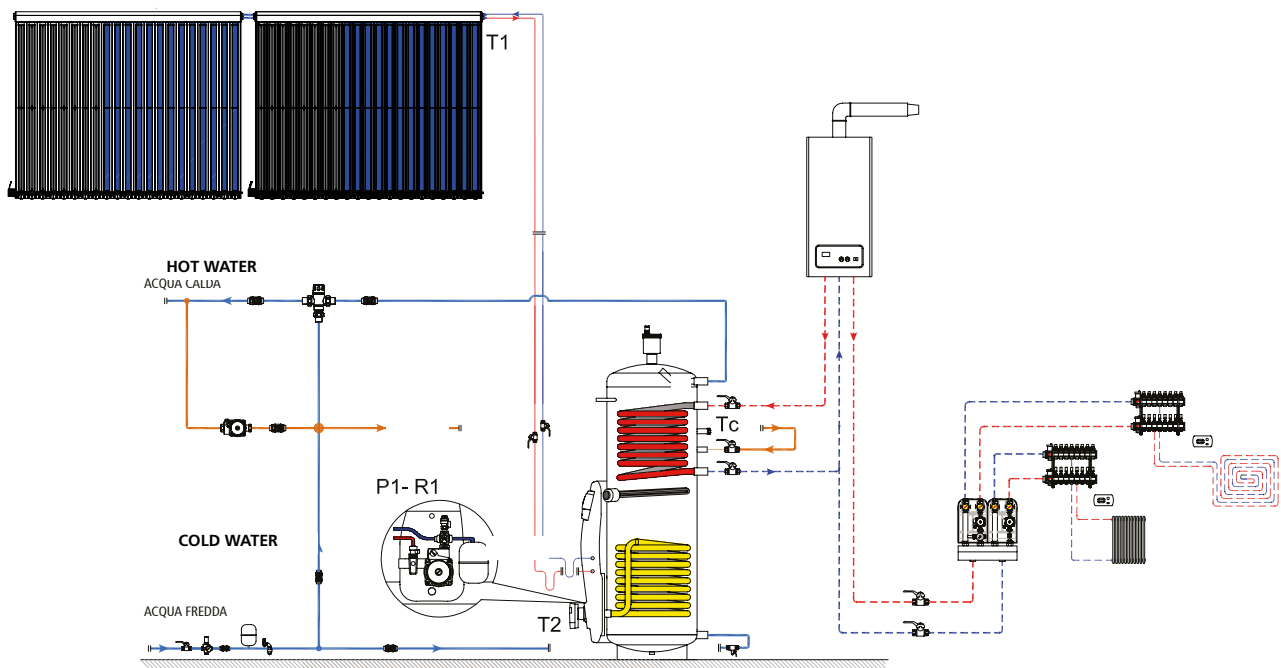 T1
HOT WATER
ACQUA CALDA
Tc
P1- R1
COLD WATER
ACQUA FREDDA
T2